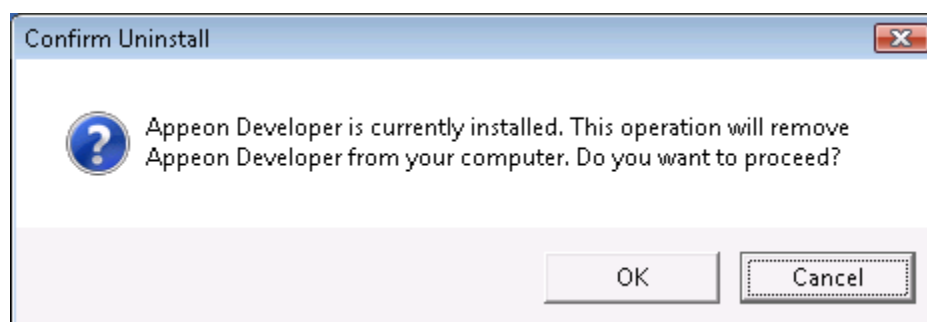 Confirm Uninstall
Appeon Developer is currently installed. This operation will remove
Appeon Developer from your computer. Do you want to proceed?
OK
Cancel